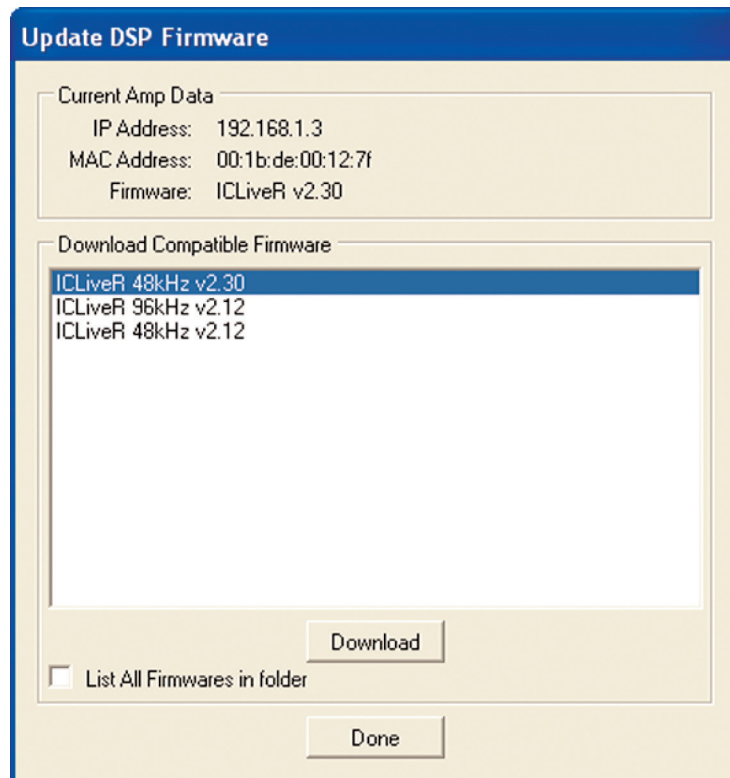 Update DSP Firmware
Current Amp Data
IP Address: 192.168.1.3
MAC Address: 00:1b:de:00:12:7f
Firmware: ICLiveR v2.30
Download Compatible Firmware
ICLiveR 48kHz v2.30
ICLiveR 96kHz v2.12
ICLiveR 48kHz v2.12
Download
List All Firmwares in folder
Done